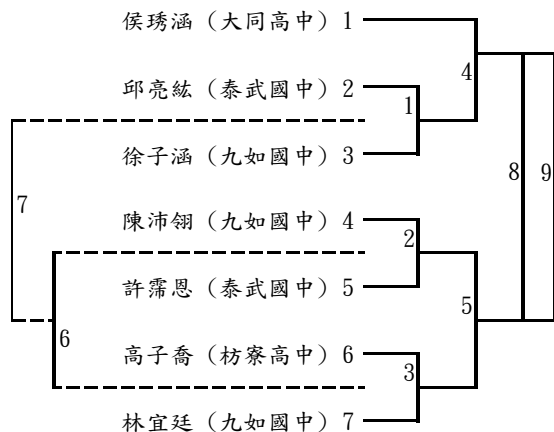 侯琇涵（大同高中）1
4
邱亮紘（泰武國中）2
1
徐子涵（九如國中）3
8
9
7
陳沛翎（九如國中）4
2
許霈恩（泰武國中）5
5
6
高子喬（枋寮高中）6
3
林宜廷（九如國中）7